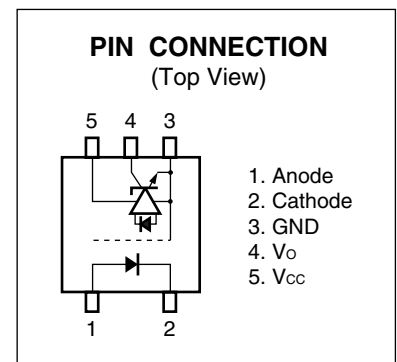 PIN CONNECTION
(Top View)
5 4 3
1. Anode
2. Cathode
3. GND
4. Vo
5. Vcc
1 2